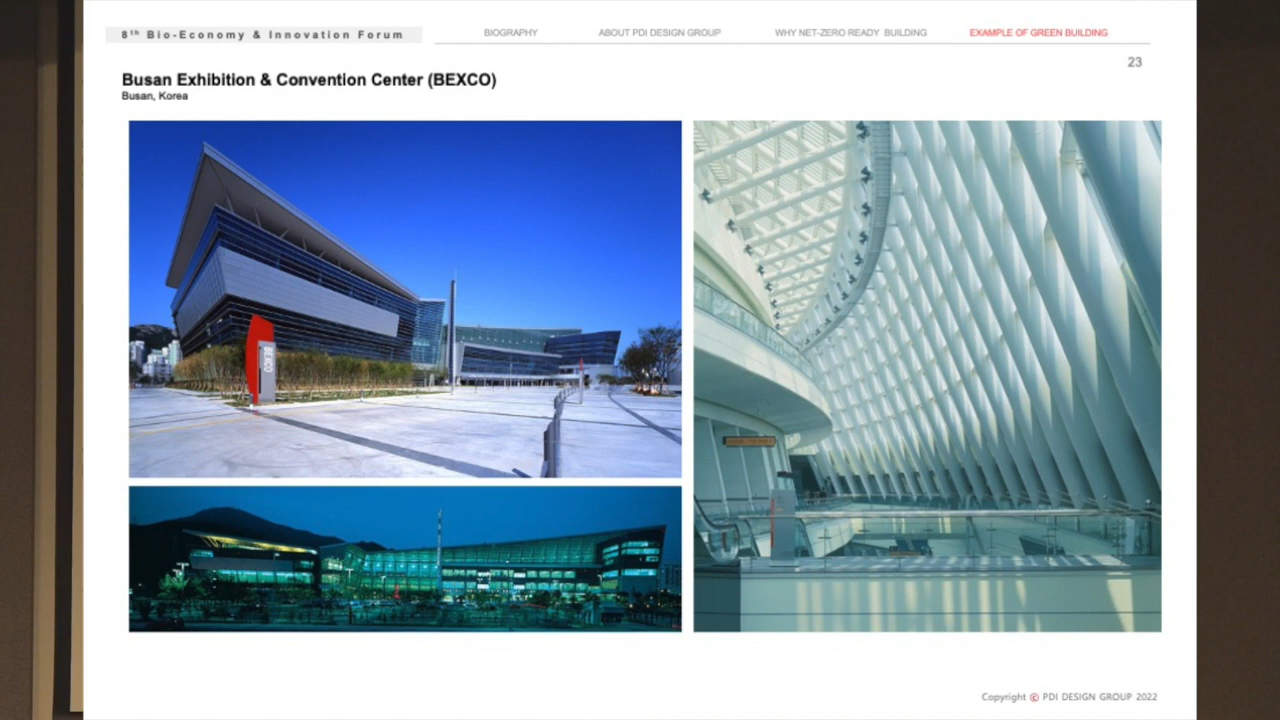 8th Bio-Economy & Innovation Forum
BIOGRAPHY
ABOUT PDI DESIGN GROUP
WHY NET-ZERO READY BUILDING
EXAMPLE OF GREEN BUILDING
23
Busan Exhibition & Convention Center (BEXCO)
Busan, Korea
BEXCO
Copyright © PDI DESIGN GROUP 2022